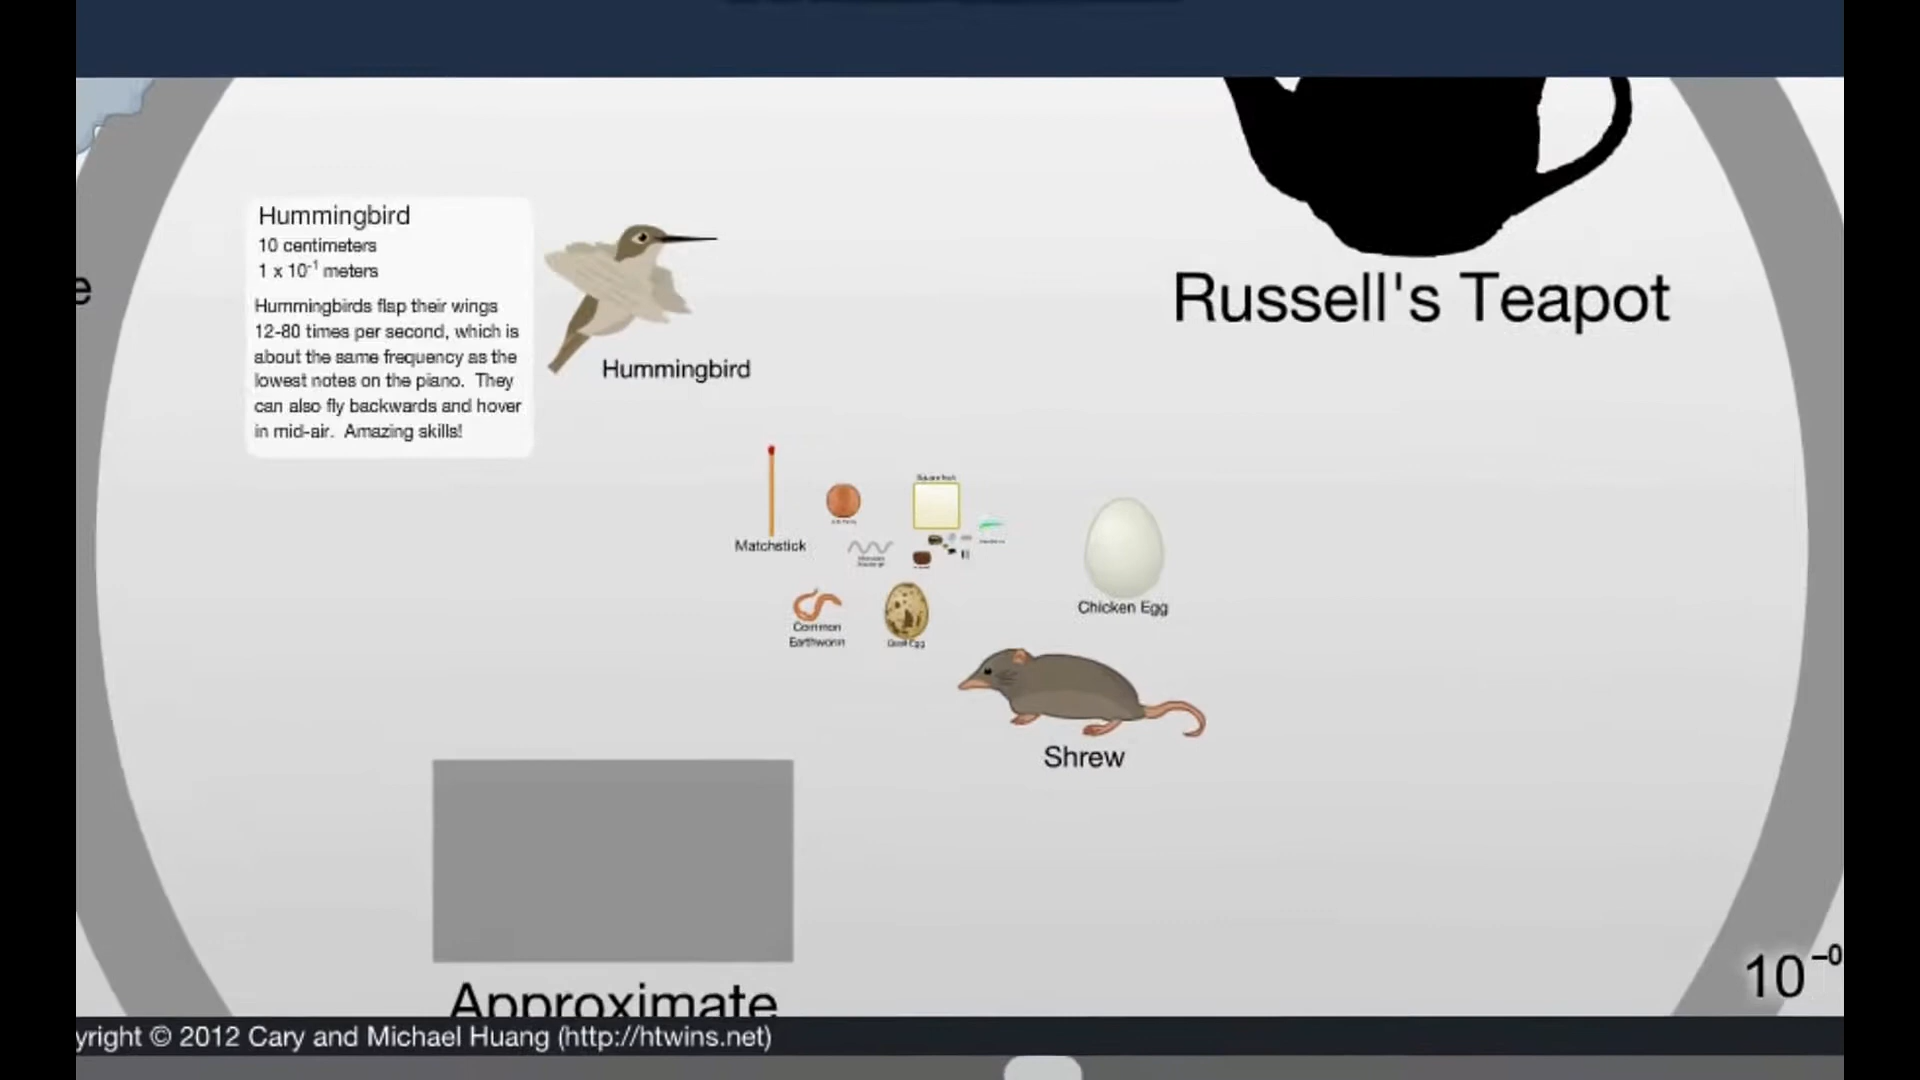 Hummingbird
10 centimeters
1 x 10⁻¹ meters
Hummingbirds flap their wings
12-80 times per second, which is
about the same frequency as the
lowest notes on the piano. They
can also fly backwards and hover
in mid-air. Amazing skills!
Hummingbird
e
Russell's Teapot
Matchstick
Chicken Egg
Common
Earthworm
Quail Egg
Shrew
Approximate
10⁻⁰
yright © 2012 Cary and Michael Huang (http://htwins.net)